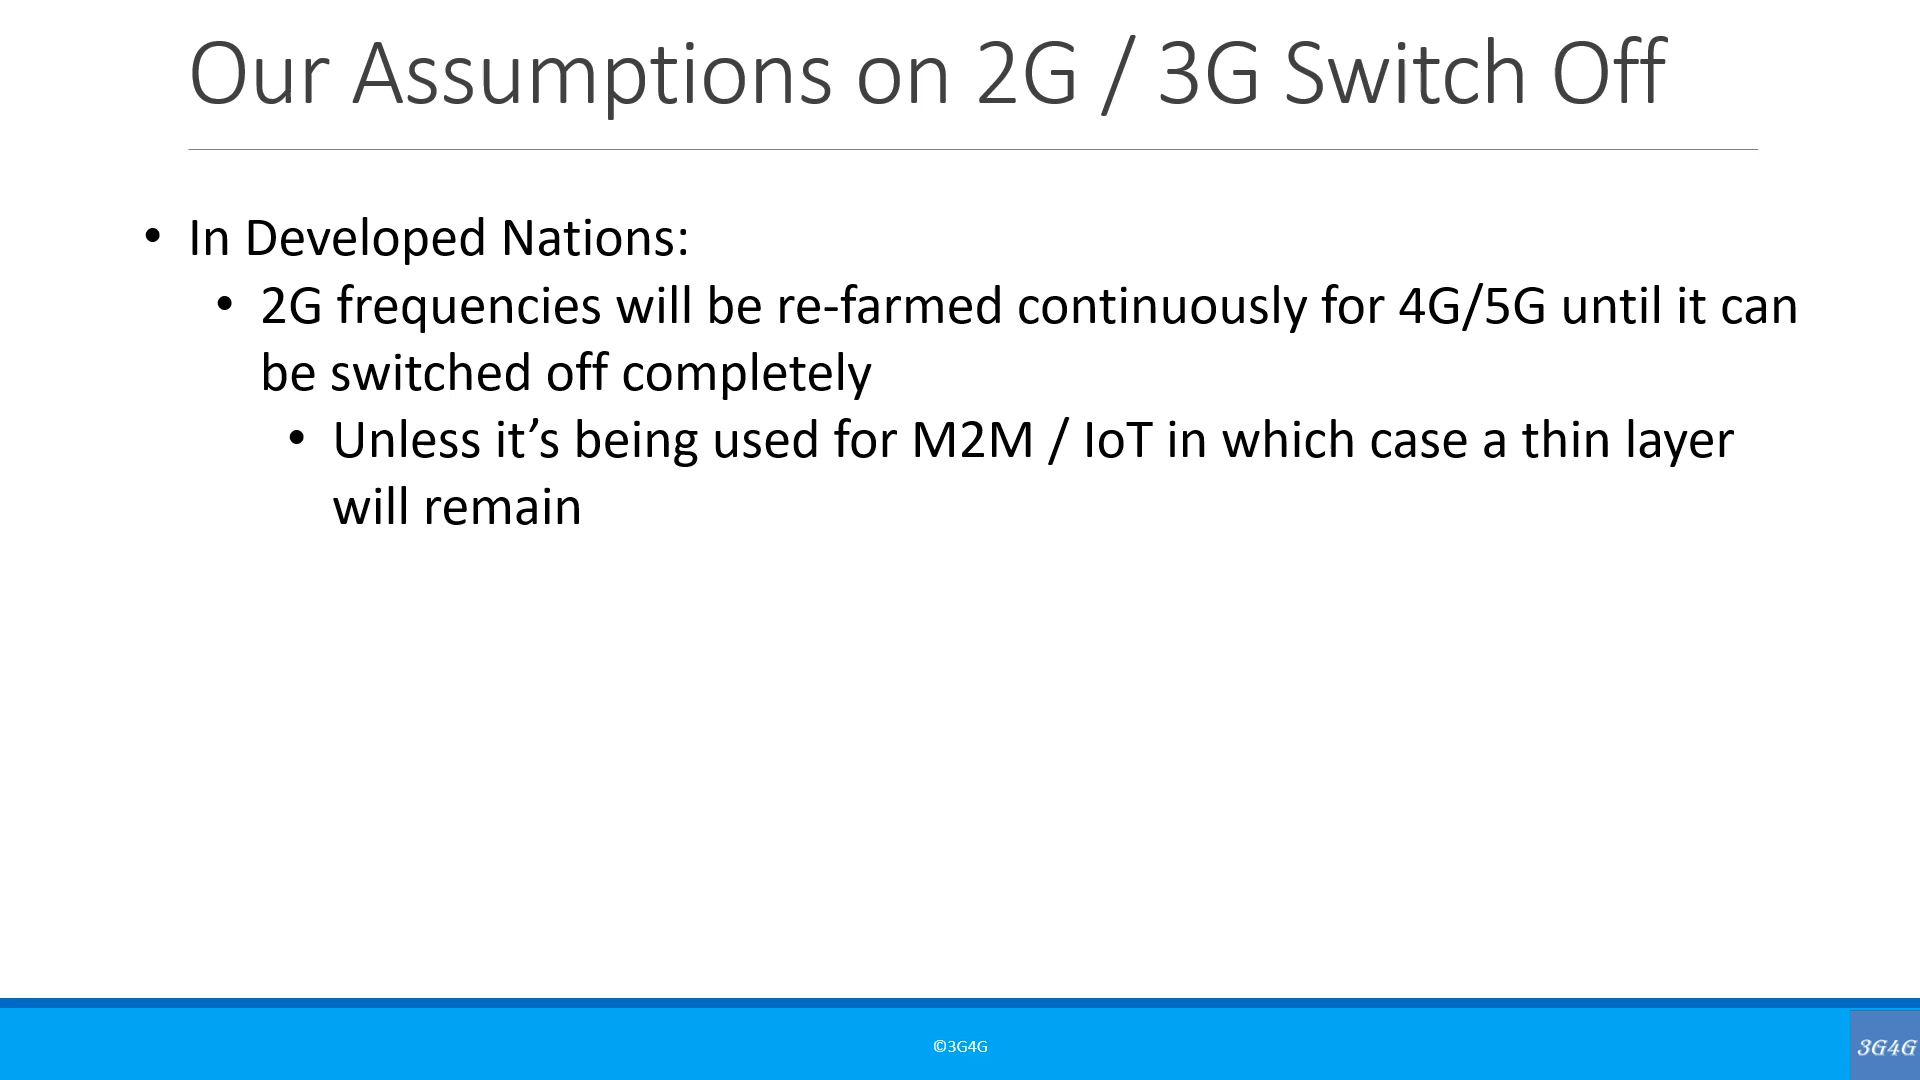 Our Assumptions on 2G / 3G Switch Off
• In Developed Nations:
• 2G frequencies will be re-farmed continuously for 4G/5G until it can
be switched off completely
• Unless it’s being used for M2M / IoT in which case a thin layer
will remain
©3G4G
3G4G